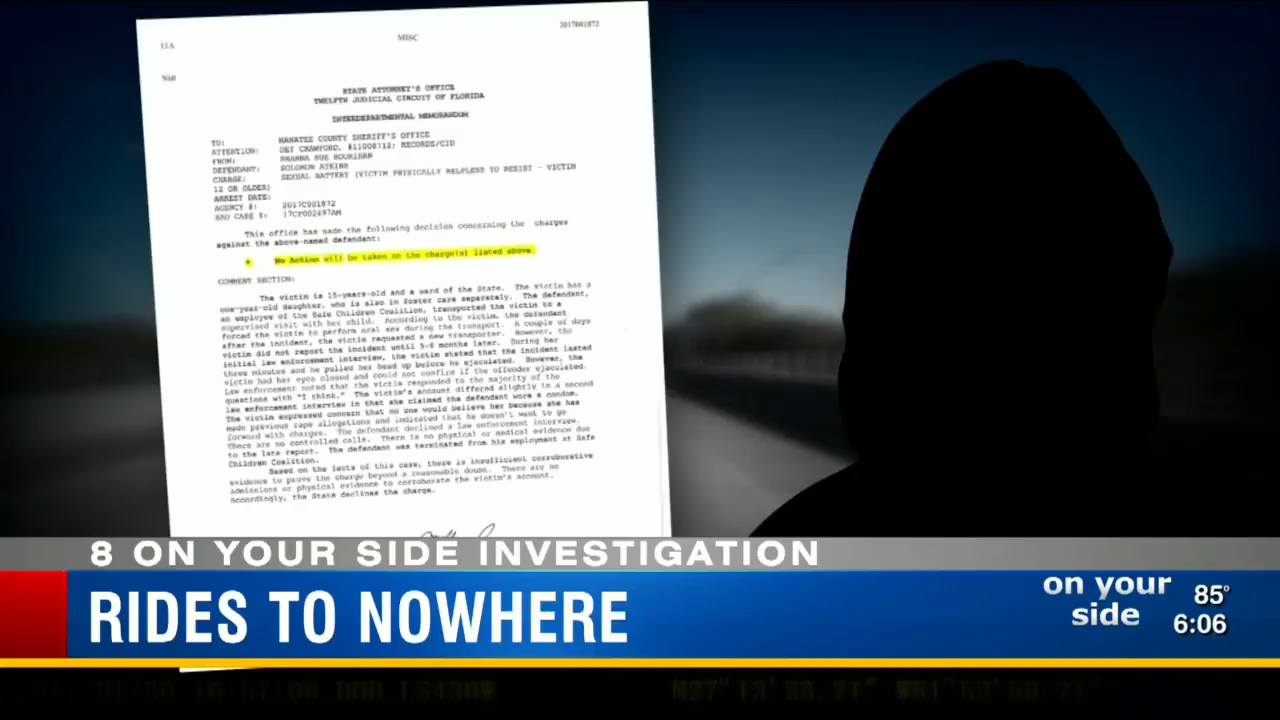 2017001872
12A
MISC
N60
STATE ATTORNEY'S OFFICE
TWELFTH JUDICIAL CIRCUIT OF FLORIDA
INTERDEPARTMENTAL MEMORANDUM
TO: MANATEE COUNTY SHERIFF'S OFFICE
ATTENTION: DET CRAWFORD, RECORDS/CID
FROM: SUE HOURIHAN
DEFENDANT: SOLOMON ATKINS
CHARGE: SEXUAL BATTERY (VICTIM PHYSICALLY HELPLESS TO RESIST - VICTIM
12 OR OLDER)
ARREST DATE:
AGENCY #: 2017C001872
SAO CASE #: 17CF002497AM
This office has made the following decision concerning the charges
against the above-named defendant:
No Action will be taken on the charge(s) listed above.
COMMENT SECTION:
The victim is 15-years-old and a ward of the State. The victim has a
one-year-old daughter, who is also in foster care separately. The defendant,
an employee of the Safe Children Coalition, transported the victim to a
supervised visit with her child. According to the victim, the defendant
forced the victim to perform oral sex during the transport. A couple of days
after the incident, the victim requested a new transporter. However, the
victim did not report the incident until 5-6 months later. During her
initial law enforcement interview, the victim stated that the incident lasted
three minutes and he pulled her head up before he ejaculated. However, the
victim had her eyes closed and could not confirm if the offender ejaculated.
Law enforcement noted that the victim responded to the majority of the
questions with "I think." The victim's account differed slightly in a second
law enforcement interview in that she claimed the defendant wore a condom.
The victim expressed concern that no one would believe her because she has
made previous rape allegations and indicated that he doesn't want to go
forward with charges. The defendant declined a law enforcement interview.
There are no controlled calls. There is no physical or medical evidence due
to the late report. The defendant was terminated from his employment at Safe
Children Coalition.
Based on the facts of this case, there is insufficient corroborative
evidence to prove the charge beyond a reasonable doubt. There are no
admissions or physical evidence to corroborate the victim's account.
Accordingly, the State declines the charge.
8 ON YOUR SIDE INVESTIGATION
RIDES TO NOWHERE
on your
side
85°
6:06